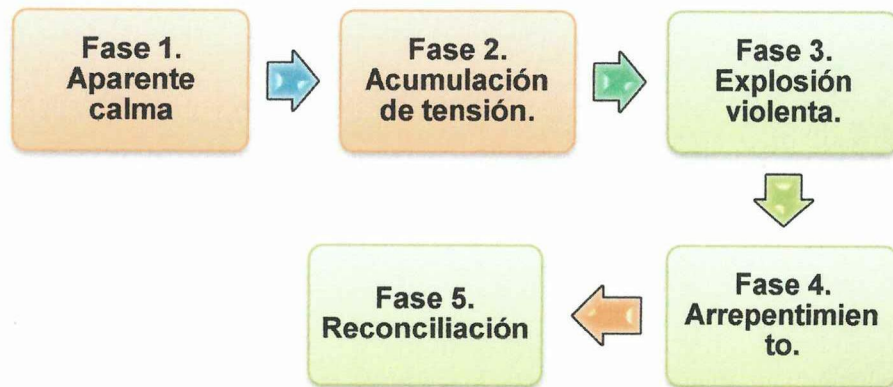 Fase 1.
Aparente
calma
Fase 2.
Acumulación
de tensión.
Fase 3.
Explosión
violenta.
Fase 4.
Arrepentimien
to.
Fase 5.
Reconciliación